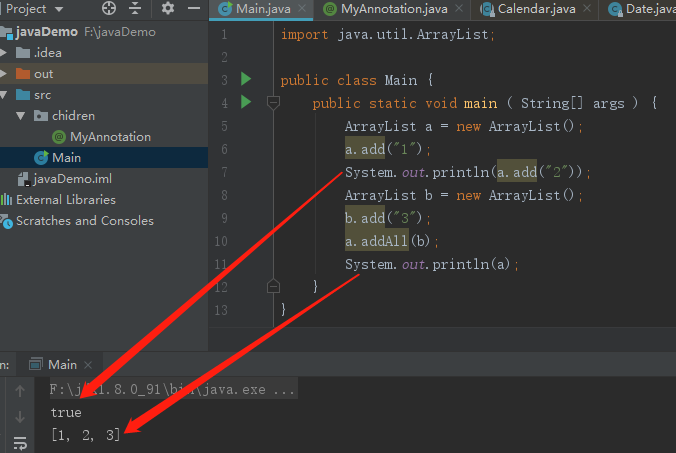 Project
Main.java
MyAnnotation.java
Calendar.java
Date.java
javaDemo F:\javaDemo
.idea
out
src
chidren
MyAnnotation
Main
javaDemo.iml
External Libraries
Scratches and Consoles
1 import java.util.ArrayList;
2
3 public class Main {
4 public static void main ( String[] args ) {
5 ArrayList a = new ArrayList();
6 a.add("1");
7 System.out.println(a.add("2"));
8 ArrayList b = new ArrayList();
9 b.add("3");
10 a.addAll(b);
11 System.out.println(a);
12 }
13 }
n: Main
1.8.0_91\bin\java.exe ...
true
[1, 2, 3]